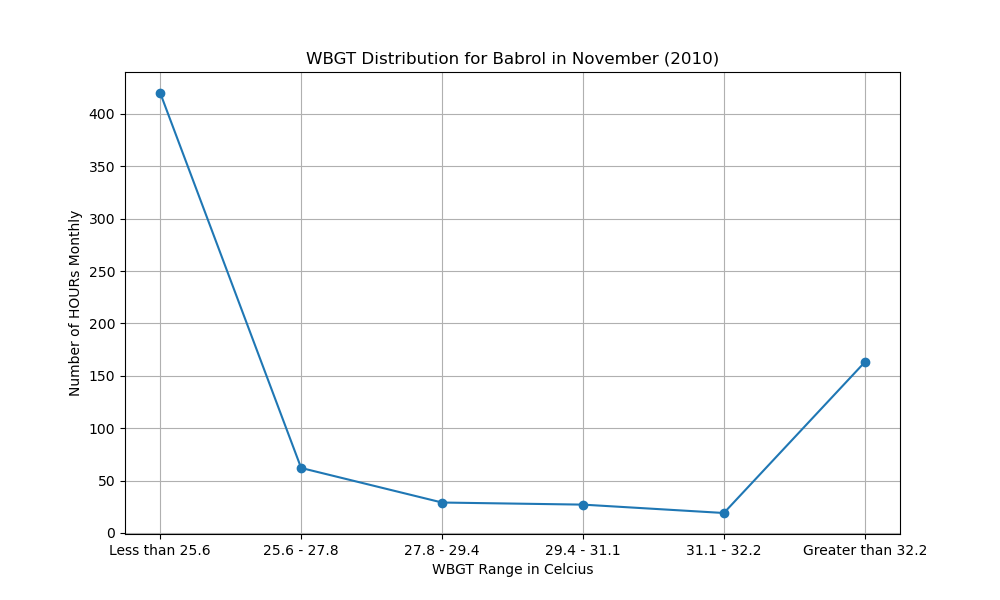 WBGT Distribution for Babrol in November (2010)
Number of HOURs Monthly
400
350
300
250
200
150
100
50
0
Less than 25.6
25.6 - 27.8
27.8 - 29.4
29.4 - 31.1
31.1 - 32.2
Greater than 32.2
WBGT Range in Celcius